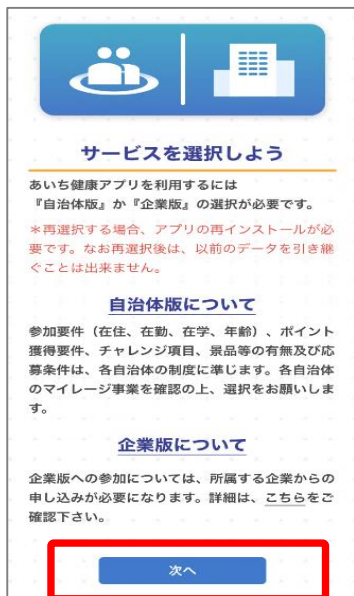 サービスを選択しよう
あいち健康アプリを利用するには
『自治体版』か『企業版』の選択が必要です。
＊再選択する場合、アプリの再インストールが必
要です。なお再選択後は、以前のデータを引き継
ぐことは出来ません。
自治体版について
参加要件（在住、在勤、在学、年齢）、ポイント
獲得要件、チャレンジ項目、景品等の有無及び応
募条件は、各自治体の制度に準じます。各自治体
のマイレージ事業を確認の上、選択をお願いしま
す。
企業版について
企業版への参加については、所属する企業からの
申し込みが必要になります。詳細は、こちらをご
確認下さい。
次へ